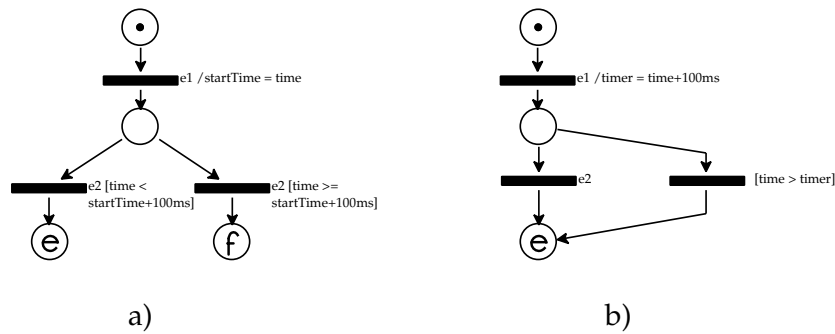 e1 /startTime = time
e1 /timer = time+100ms
e2 [time <
startTime+100ms]
e2 [time >=
startTime+100ms]
e2
[time > timer]
e
f
e
a)
b)